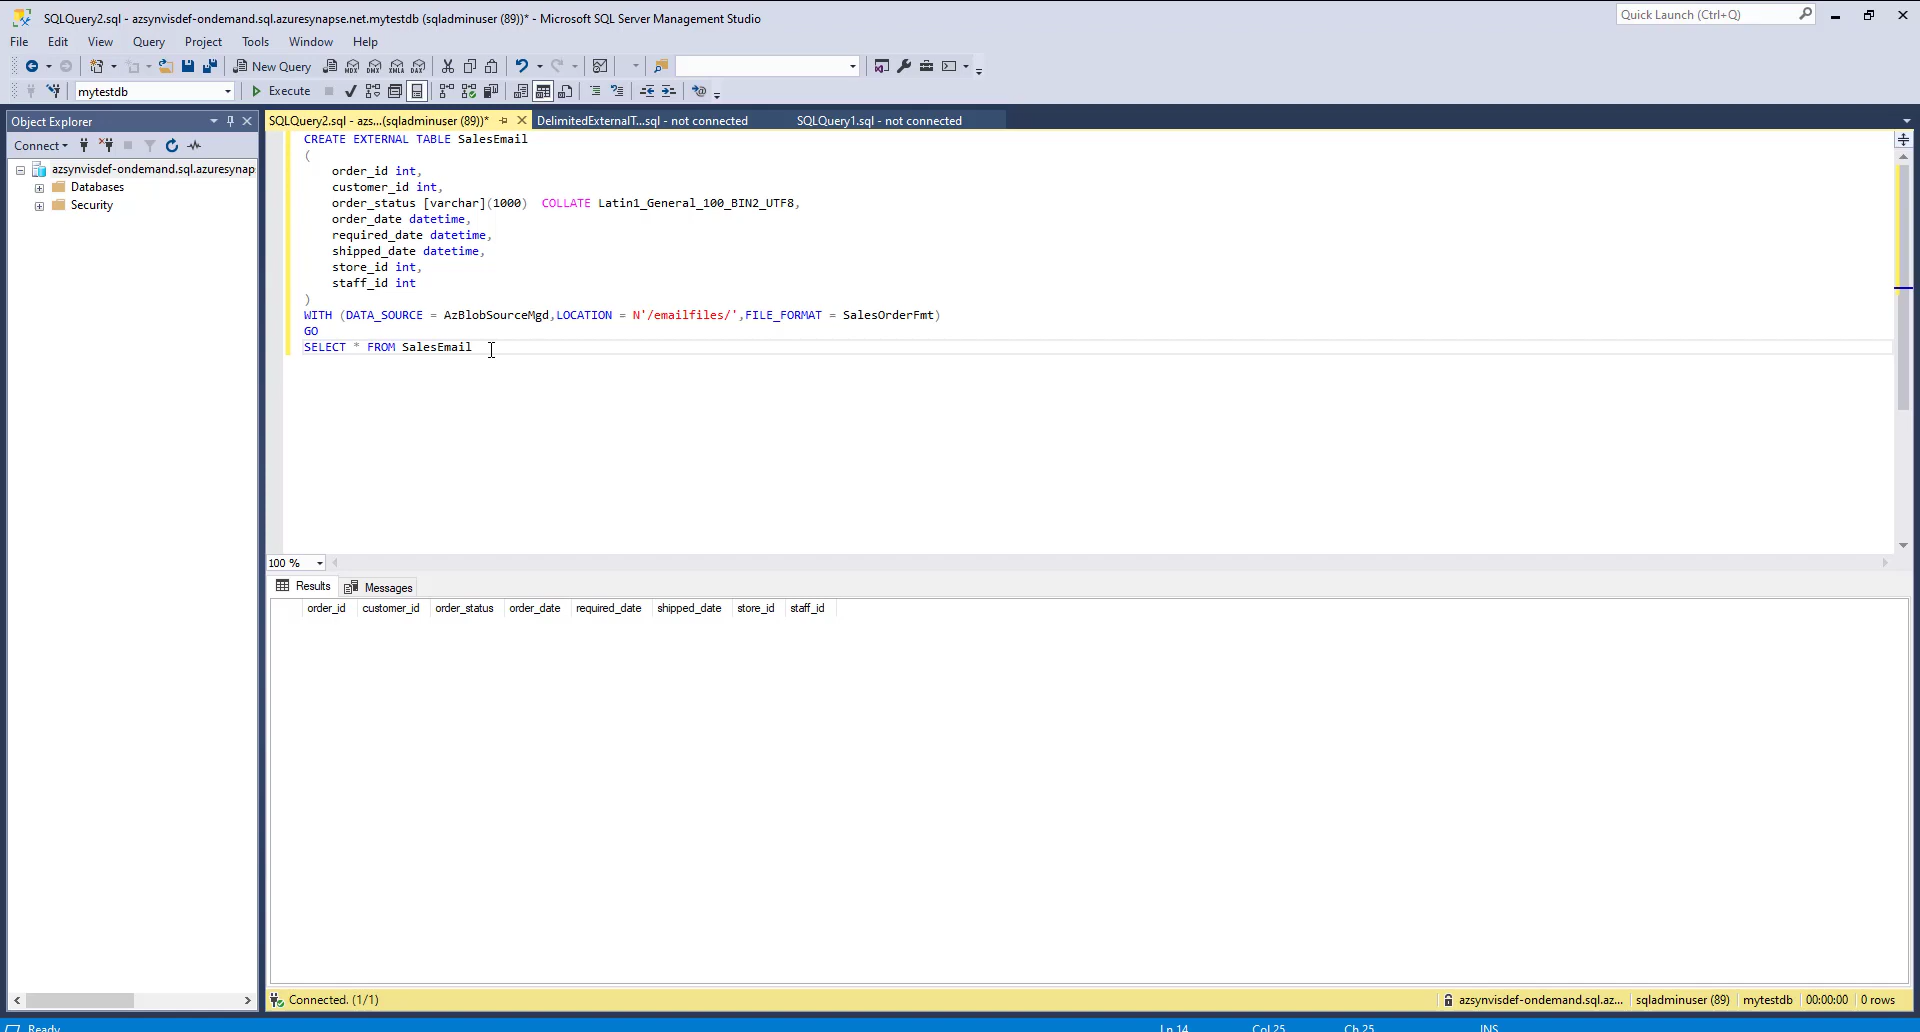 SQLQuery2.sql - azsynvisdef-ondemand.sql.azuresynapse.net.mytestdb (sqladminuser (89))* - Microsoft SQL Server Management Studio
Quick Launch (Ctrl+Q)
File Edit View Query Project Tools Window Help
New Query
MDX DMX XMLA DAX
mytestdb
Execute
Object Explorer
SQLQuery2.sql - azs...(sqladminuser (89))*
DelimitedExternalT...sql - not connected
SQLQuery1.sql - not connected
Connect
azsynvisdef-ondemand.sql.azuresynap
Databases
Security
CREATE EXTERNAL TABLE SalesEmail
(
order_id int,
customer_id int,
order_status [varchar](1000)  COLLATE Latin1_General_100_BIN2_UTF8,
order_date datetime,
required_date datetime,
shipped_date datetime,
store_id int,
staff_id int
)
WITH (DATA_SOURCE = AzBlobSourceMgd,LOCATION = N'/emailfiles/',FILE_FORMAT = SalesOrderFmt)
GO
SELECT * FROM SalesEmail
100 %
Results Messages
order_id customer_id order_status order_date required_date shipped_date store_id staff_id
Connected. (1/1)
azsynvisdef-ondemand.sql.az... sqladminuser (89) mytestdb 00:00:00 0 rows
Ready
Ln 14 Col 25 Ch 25 INS